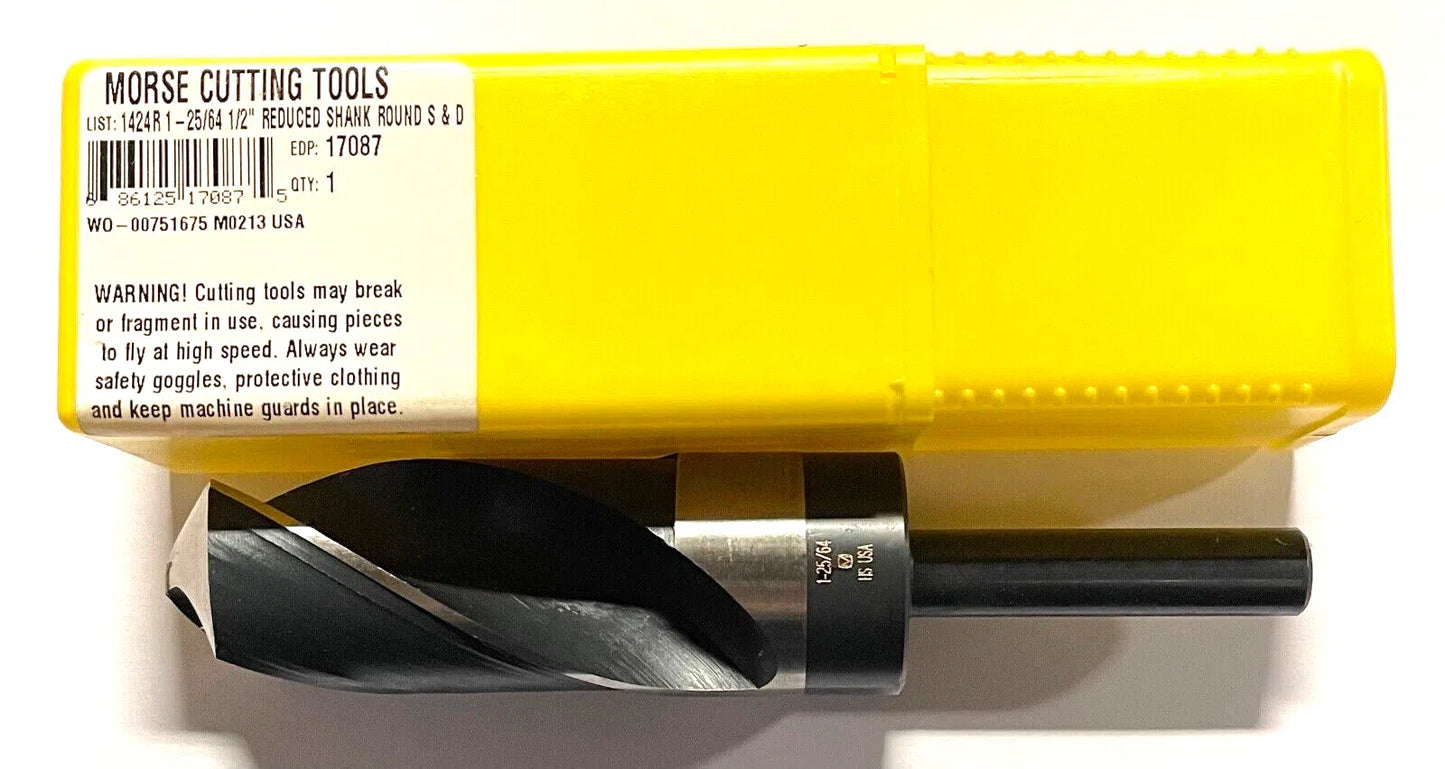 MORSE CUTTING TOOLS
LIST: 1424R 1-25/64 1/2" REDUCED SHANK ROUND S & D
EDP: 17087
8 86125 17087 5
QTY: 1
WO-00751675 M0213 USA
WARNING! Cutting tools may break
or fragment in use, causing pieces
to fly at high speed. Always wear
safety goggles, protective clothing
and keep machine guards in place.
1-25/64
M
HS USA